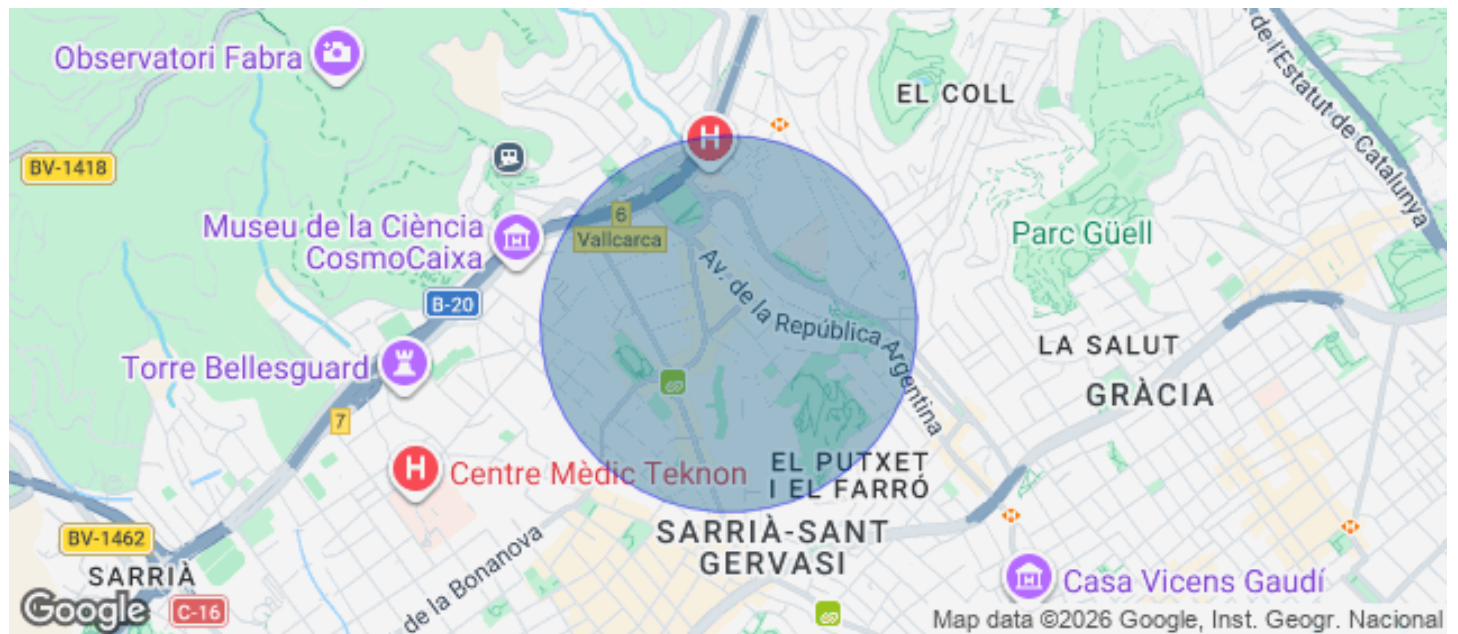 Observatori Fabra
EL COLL
de l'Estatut de Catalunya
H
BV-1418
6
Vallcarca
Museu de la Ciència
CosmoCaixa
Parc Güell
Av. de la República Argentina
B-20
LA SALUT
Torre Bellesguard
GRÀCIA
7
H
Centre Mèdic Teknon
EL PUTXET
I EL FARRÓ
SARRIÀ-SANT
GERVASI
BV-1462
de la Bonanova
SARRIÀ
Casa Vicens Gaudí
Google
C-16
Map data ©2026 Google, Inst. Geogr. Nacional